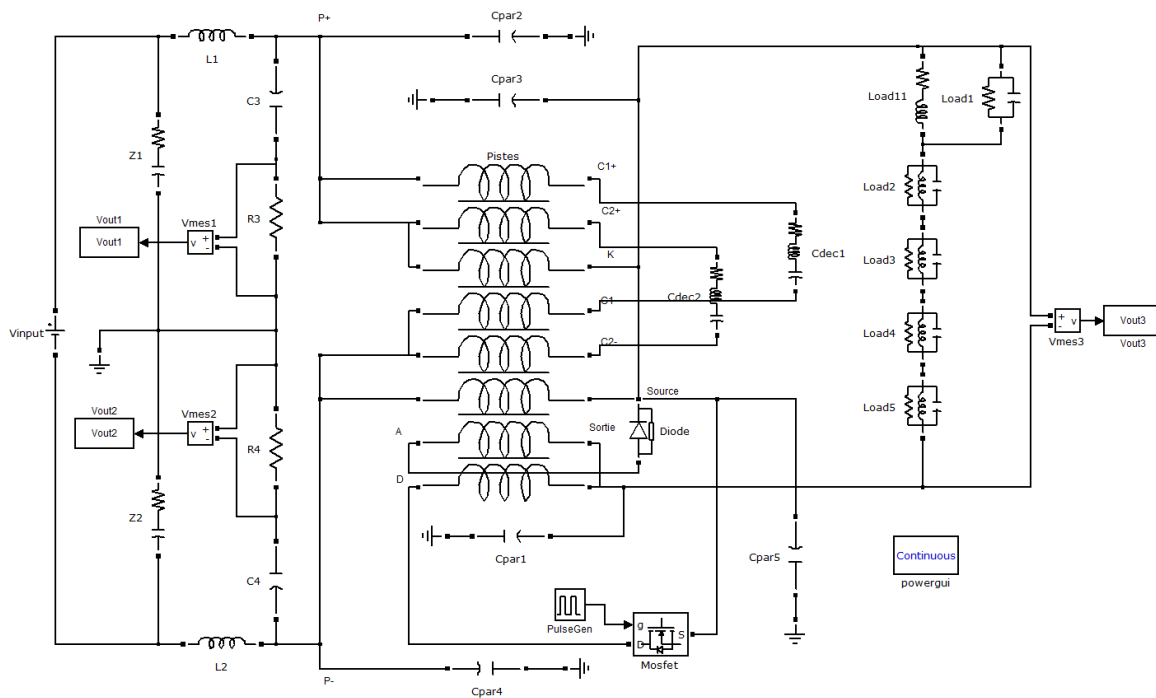 P+
Cpar2
L1
Cpar3
C3
Load11
Load1
Z1
Pistes
C1+
Load2
Vout1
Vout1
Vmes1
v
+
-
R3
C2+
K
Cdec1
Load3
Cdec2
C1-
Vinput
+
Load4
+
-
v
Vmes3
Vout3
Vout3
C2-
Source
Load5
Vout2
Vout2
Vmes2
v
+
-
R4
A
Sortie
Diode
D
Z2
Cpar1
Cpar5
Continuous
powergui
C4
PulseGen
g
D
S
Mosfet
L2
P-
Cpar4